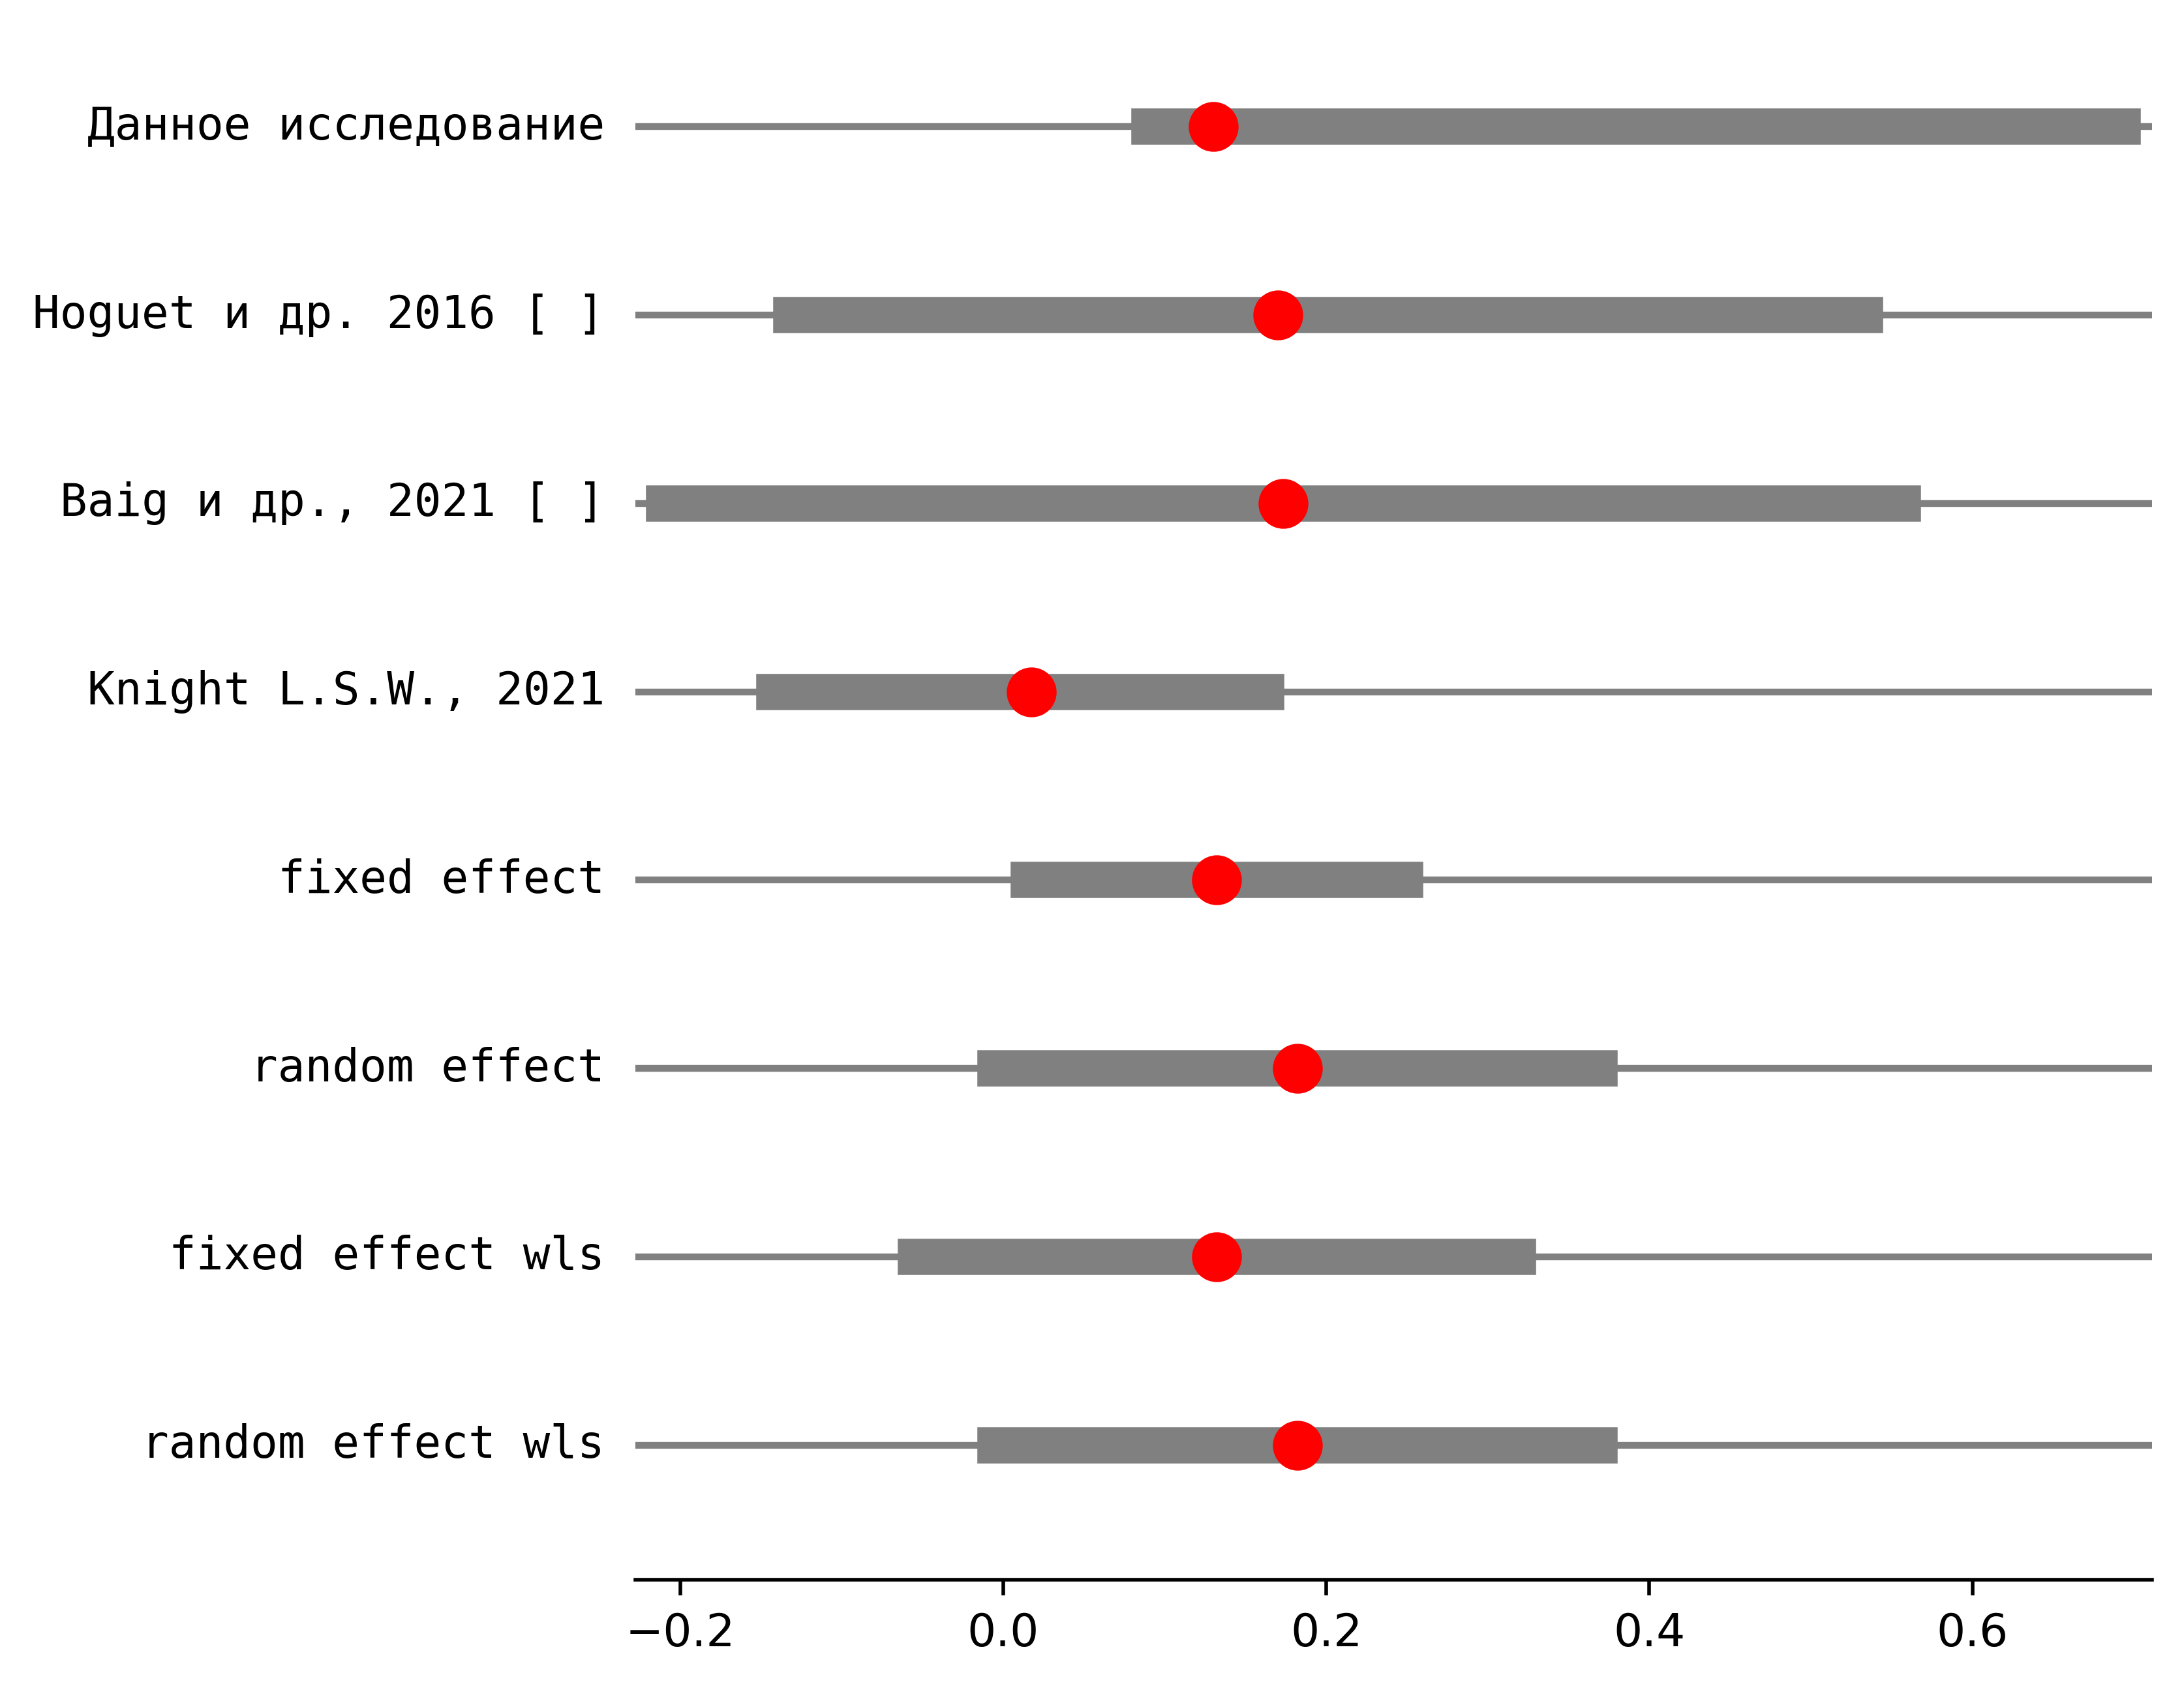 Данное исследование
Hoguet и др. 2016 [ ]
Baig и др., 2021 [ ]
Knight L.S.W., 2021
fixed effect
random effect
fixed effect wls
random effect wls
−0.2 0.0 0.2 0.4 0.6